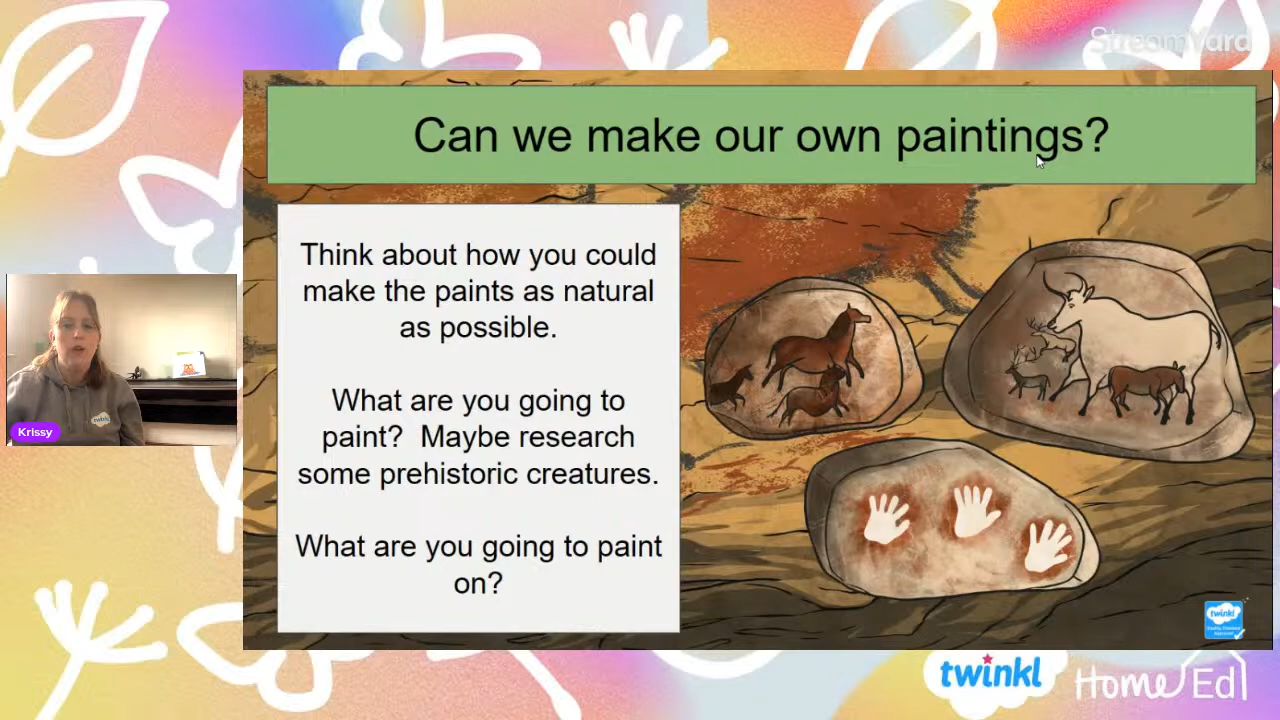 StreamYard
Can we make our own paintings?
Think about how you could
make the paints as natural
as possible.
What are you going to
paint? Maybe research
some prehistoric creatures.
What are you going to paint
on?
twinkl
Krissy
twinkl
twinkl
Home Ed